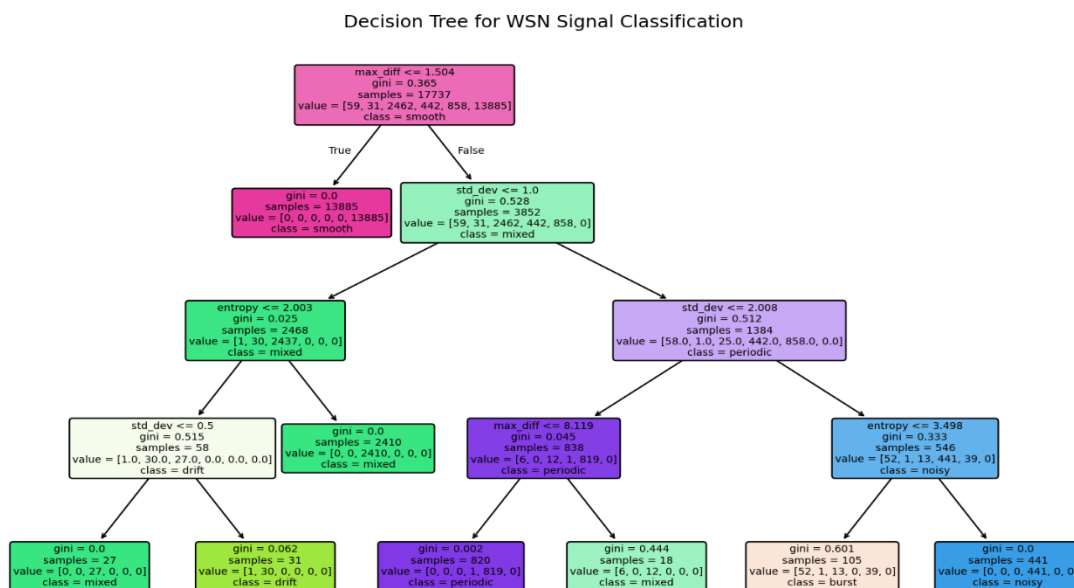 Decision Tree for WSN Signal Classification
max_diff <= 1.504
gini = 0.365
samples = 17737
value = [59, 31, 2462, 442, 858, 13885]
class = smooth
True
False
gini = 0.0
samples = 13885
value = [0, 0, 0, 0, 0, 13885]
class = smooth
std_dev <= 1.0
gini = 0.528
samples = 3852
value = [59, 31, 2462, 442, 858, 0]
class = mixed
entropy <= 2.003
gini = 0.025
samples = 2468
value = [1, 30, 2437, 0, 0, 0]
class = mixed
std_dev <= 2.008
gini = 0.512
samples = 1384
value = [58.0, 1.0, 25.0, 442.0, 858.0, 0.0]
class = periodic
std_dev <= 0.5
gini = 0.515
samples = 58
value = [1.0, 30.0, 27.0, 0.0, 0.0, 0.0]
class = drift
gini = 0.0
samples = 2410
value = [0, 0, 2410, 0, 0, 0]
class = mixed
max_diff <= 8.119
gini = 0.045
samples = 838
value = [6, 0, 12, 1, 819, 0]
class = periodic
entropy <= 3.498
gini = 0.333
samples = 546
value = [52, 1, 13, 441, 39, 0]
class = noisy
gini = 0.0
samples = 27
value = [0, 0, 27, 0, 0, 0]
class = mixed
gini = 0.062
samples = 31
value = [1, 30, 0, 0, 0, 0]
class = drift
gini = 0.002
samples = 820
value = [0, 0, 0, 1, 819, 0]
class = periodic
gini = 0.444
samples = 18
value = [6, 0, 12, 0, 0, 0]
class = mixed
gini = 0.601
samples = 105
value = [52, 1, 13, 0, 39, 0]
class = burst
gini = 0.0
samples = 441
value = [0, 0, 0, 441, 0, 0]
class = noisy